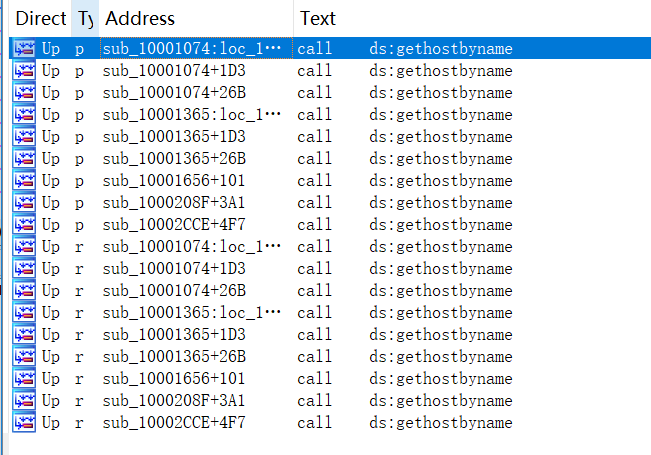 Direct Ty Address Text
Up p sub_10001074:loc_1… call ds:gethostbyname
Up p sub_10001074+1D3 call ds:gethostbyname
Up p sub_10001074+26B call ds:gethostbyname
Up p sub_10001365:loc_1… call ds:gethostbyname
Up p sub_10001365+1D3 call ds:gethostbyname
Up p sub_10001365+26B call ds:gethostbyname
Up p sub_10001656+101 call ds:gethostbyname
Up p sub_1000208F+3A1 call ds:gethostbyname
Up p sub_10002CCE+4F7 call ds:gethostbyname
Up r sub_10001074:loc_1… call ds:gethostbyname
Up r sub_10001074+1D3 call ds:gethostbyname
Up r sub_10001074+26B call ds:gethostbyname
Up r sub_10001365:loc_1… call ds:gethostbyname
Up r sub_10001365+1D3 call ds:gethostbyname
Up r sub_10001365+26B call ds:gethostbyname
Up r sub_10001656+101 call ds:gethostbyname
Up r sub_1000208F+3A1 call ds:gethostbyname
Up r sub_10002CCE+4F7 call ds:gethostbyname